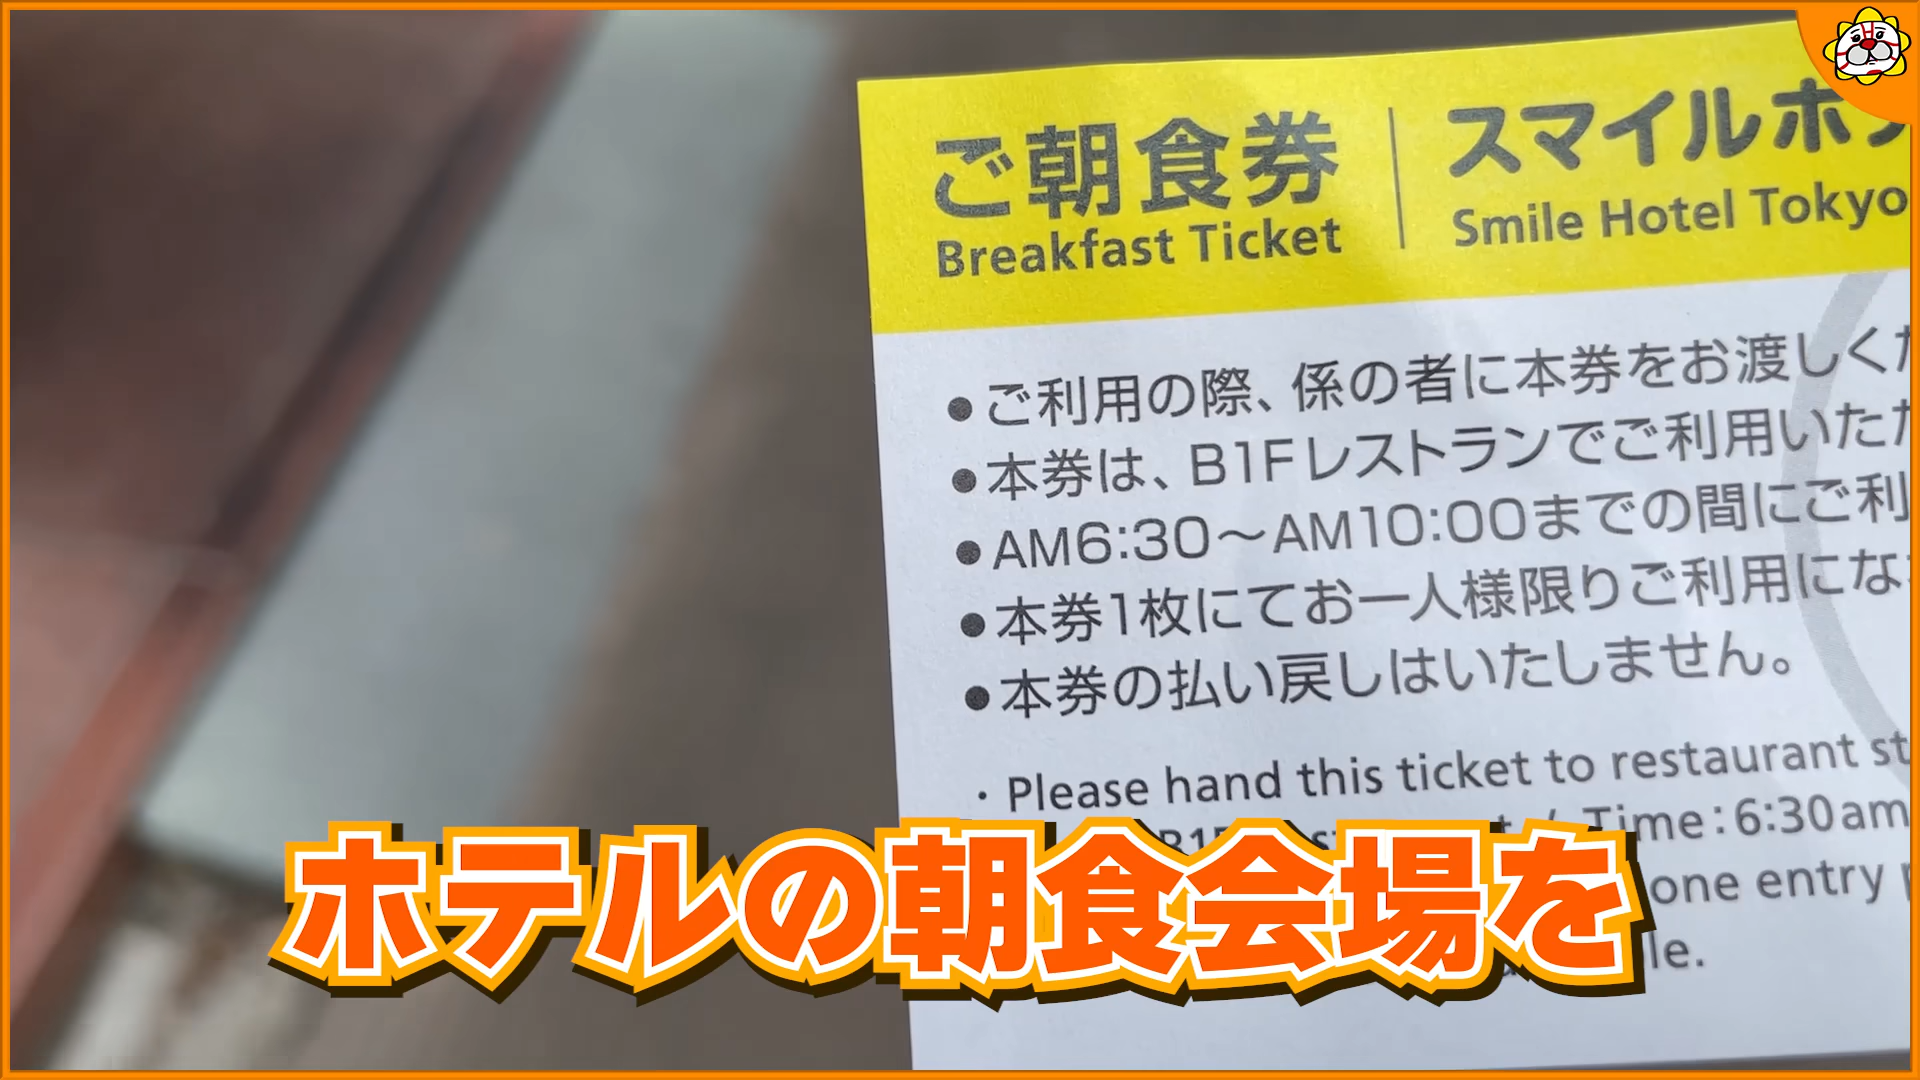 ご朝食券
Breakfast Ticket
スマイルホ
Smile Hotel Tokyo
●ご利用の際、係の者に本券をお渡しく
●本券は、B1Fレストランでご利用いた
●AM6:30〜AM10:00までの間にご利
●本券1枚にてお一人様限りご利用にな
●本券の払い戻しはいたしません。
・Please hand this ticket to restaurant
/ Time:6:30am
one entry
ホテルの朝食会場を